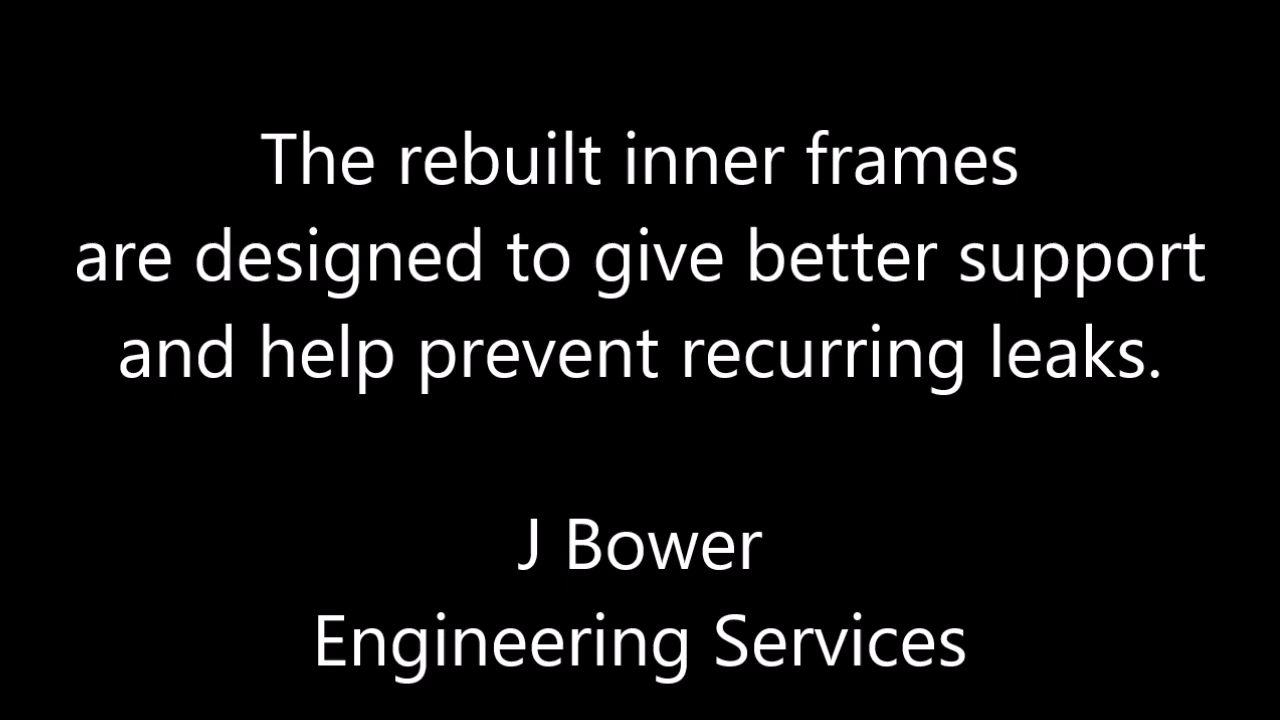 The rebuilt inner frames
are designed to give better support
and help prevent recurring leaks.
J Bower
Engineering Services